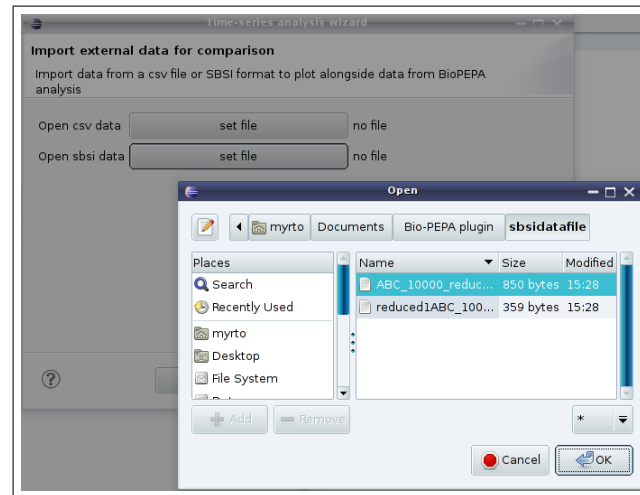 Time-series analysis wizard
Import external data for comparison
Import data from a csv file or SBSI format to plot alongside data from BioPEPA
analysis
Open csv data set file no file
Open sbsi data set file no file
Open
myrto Documents Bio-PEPA plugin sbsidatafile
Places Name Size Modified
Search ABC_10000_reduc... 850 bytes 15:28
Recently Used reduced1ABC_100... 359 bytes 15:28
myrto
Desktop
File System
Add Remove *
Cancel OK